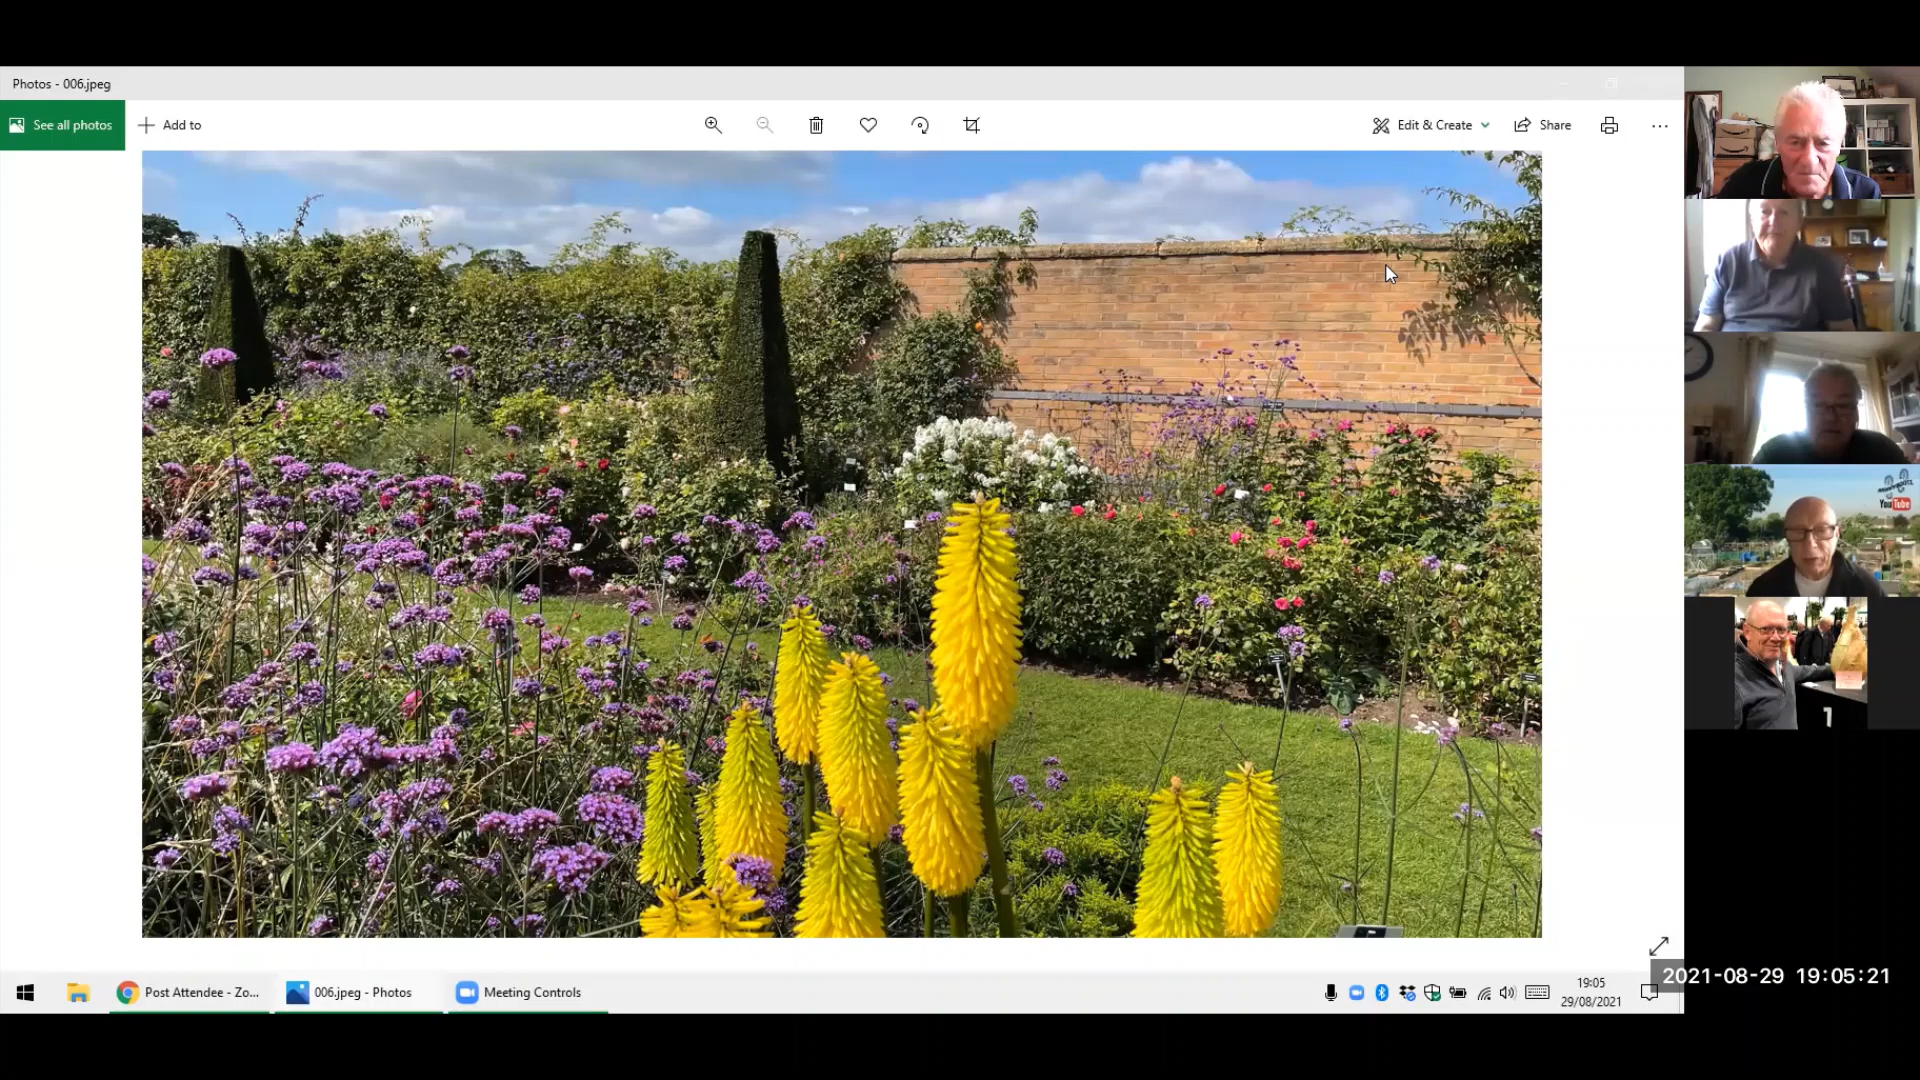 Photos - 006.jpeg
See all photos
Add to
Edit & Create
Share
YouTube
1
Post Attendee - Zo...
006.jpeg - Photos
Meeting Controls
19:05
29/08/2021
2021-08-29 19:05:21